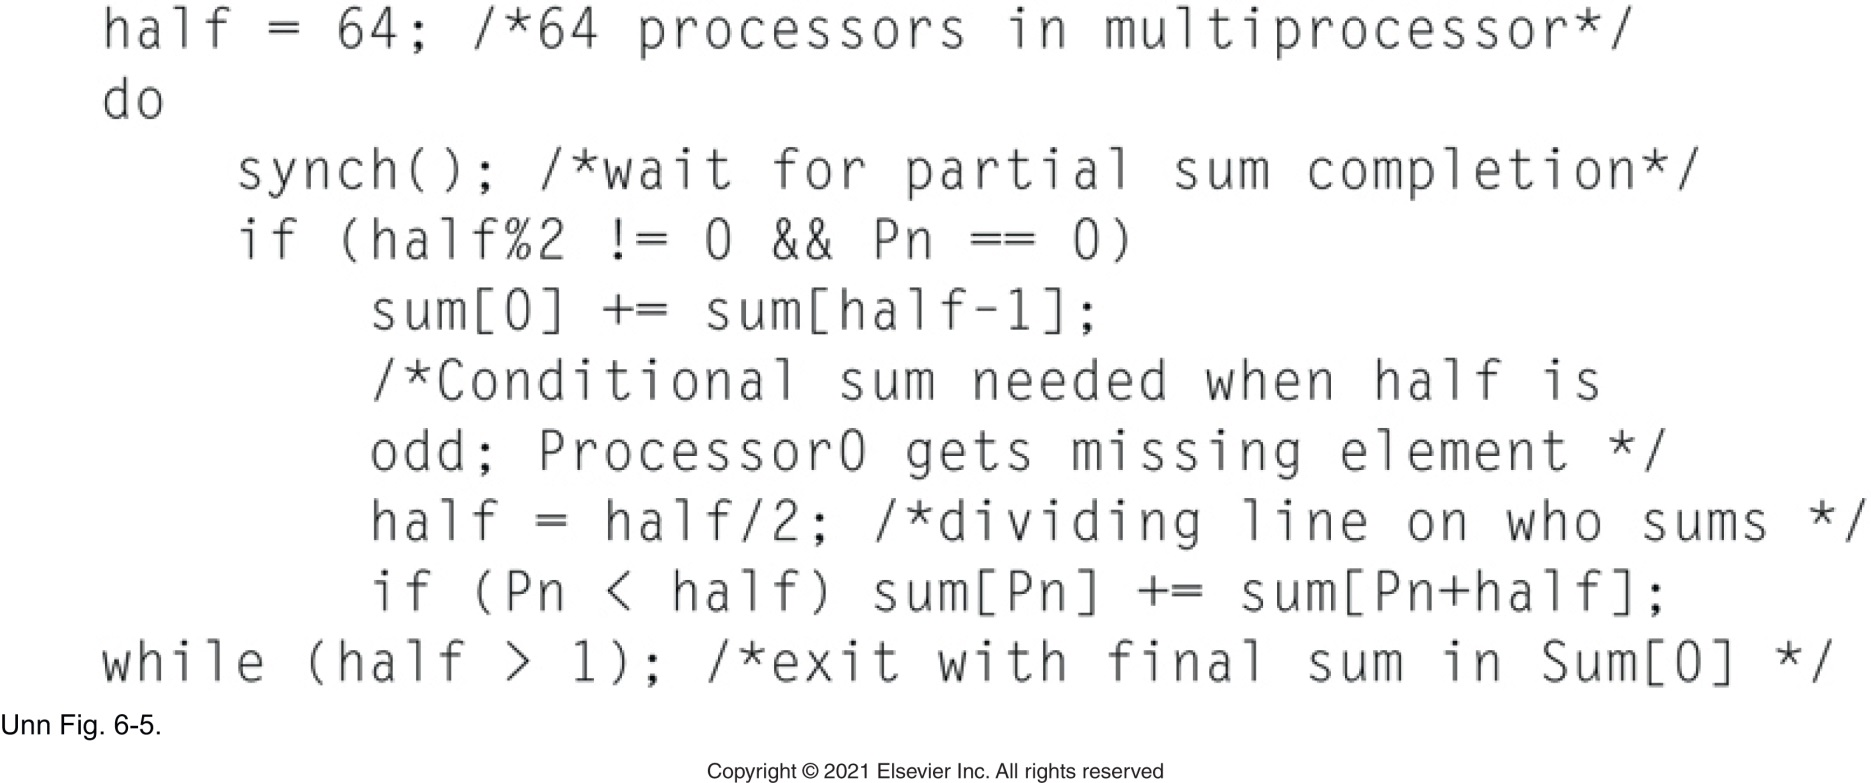 half = 64; /*64 processors in multiprocessor*/
do
synch(); /*wait for partial sum completion*/
if (half%2 != 0 && Pn == 0)
sum[0] += sum[half-1];
/*Conditional sum needed when half is
odd; Processor0 gets missing element */
half = half/2; /*dividing line on who sums */
if (Pn < half) sum[Pn] += sum[Pn+half];
while (half > 1); /*exit with final sum in Sum[0] */
Unn Fig. 6-5.
Copyright © 2021 Elsevier Inc. All rights reserved